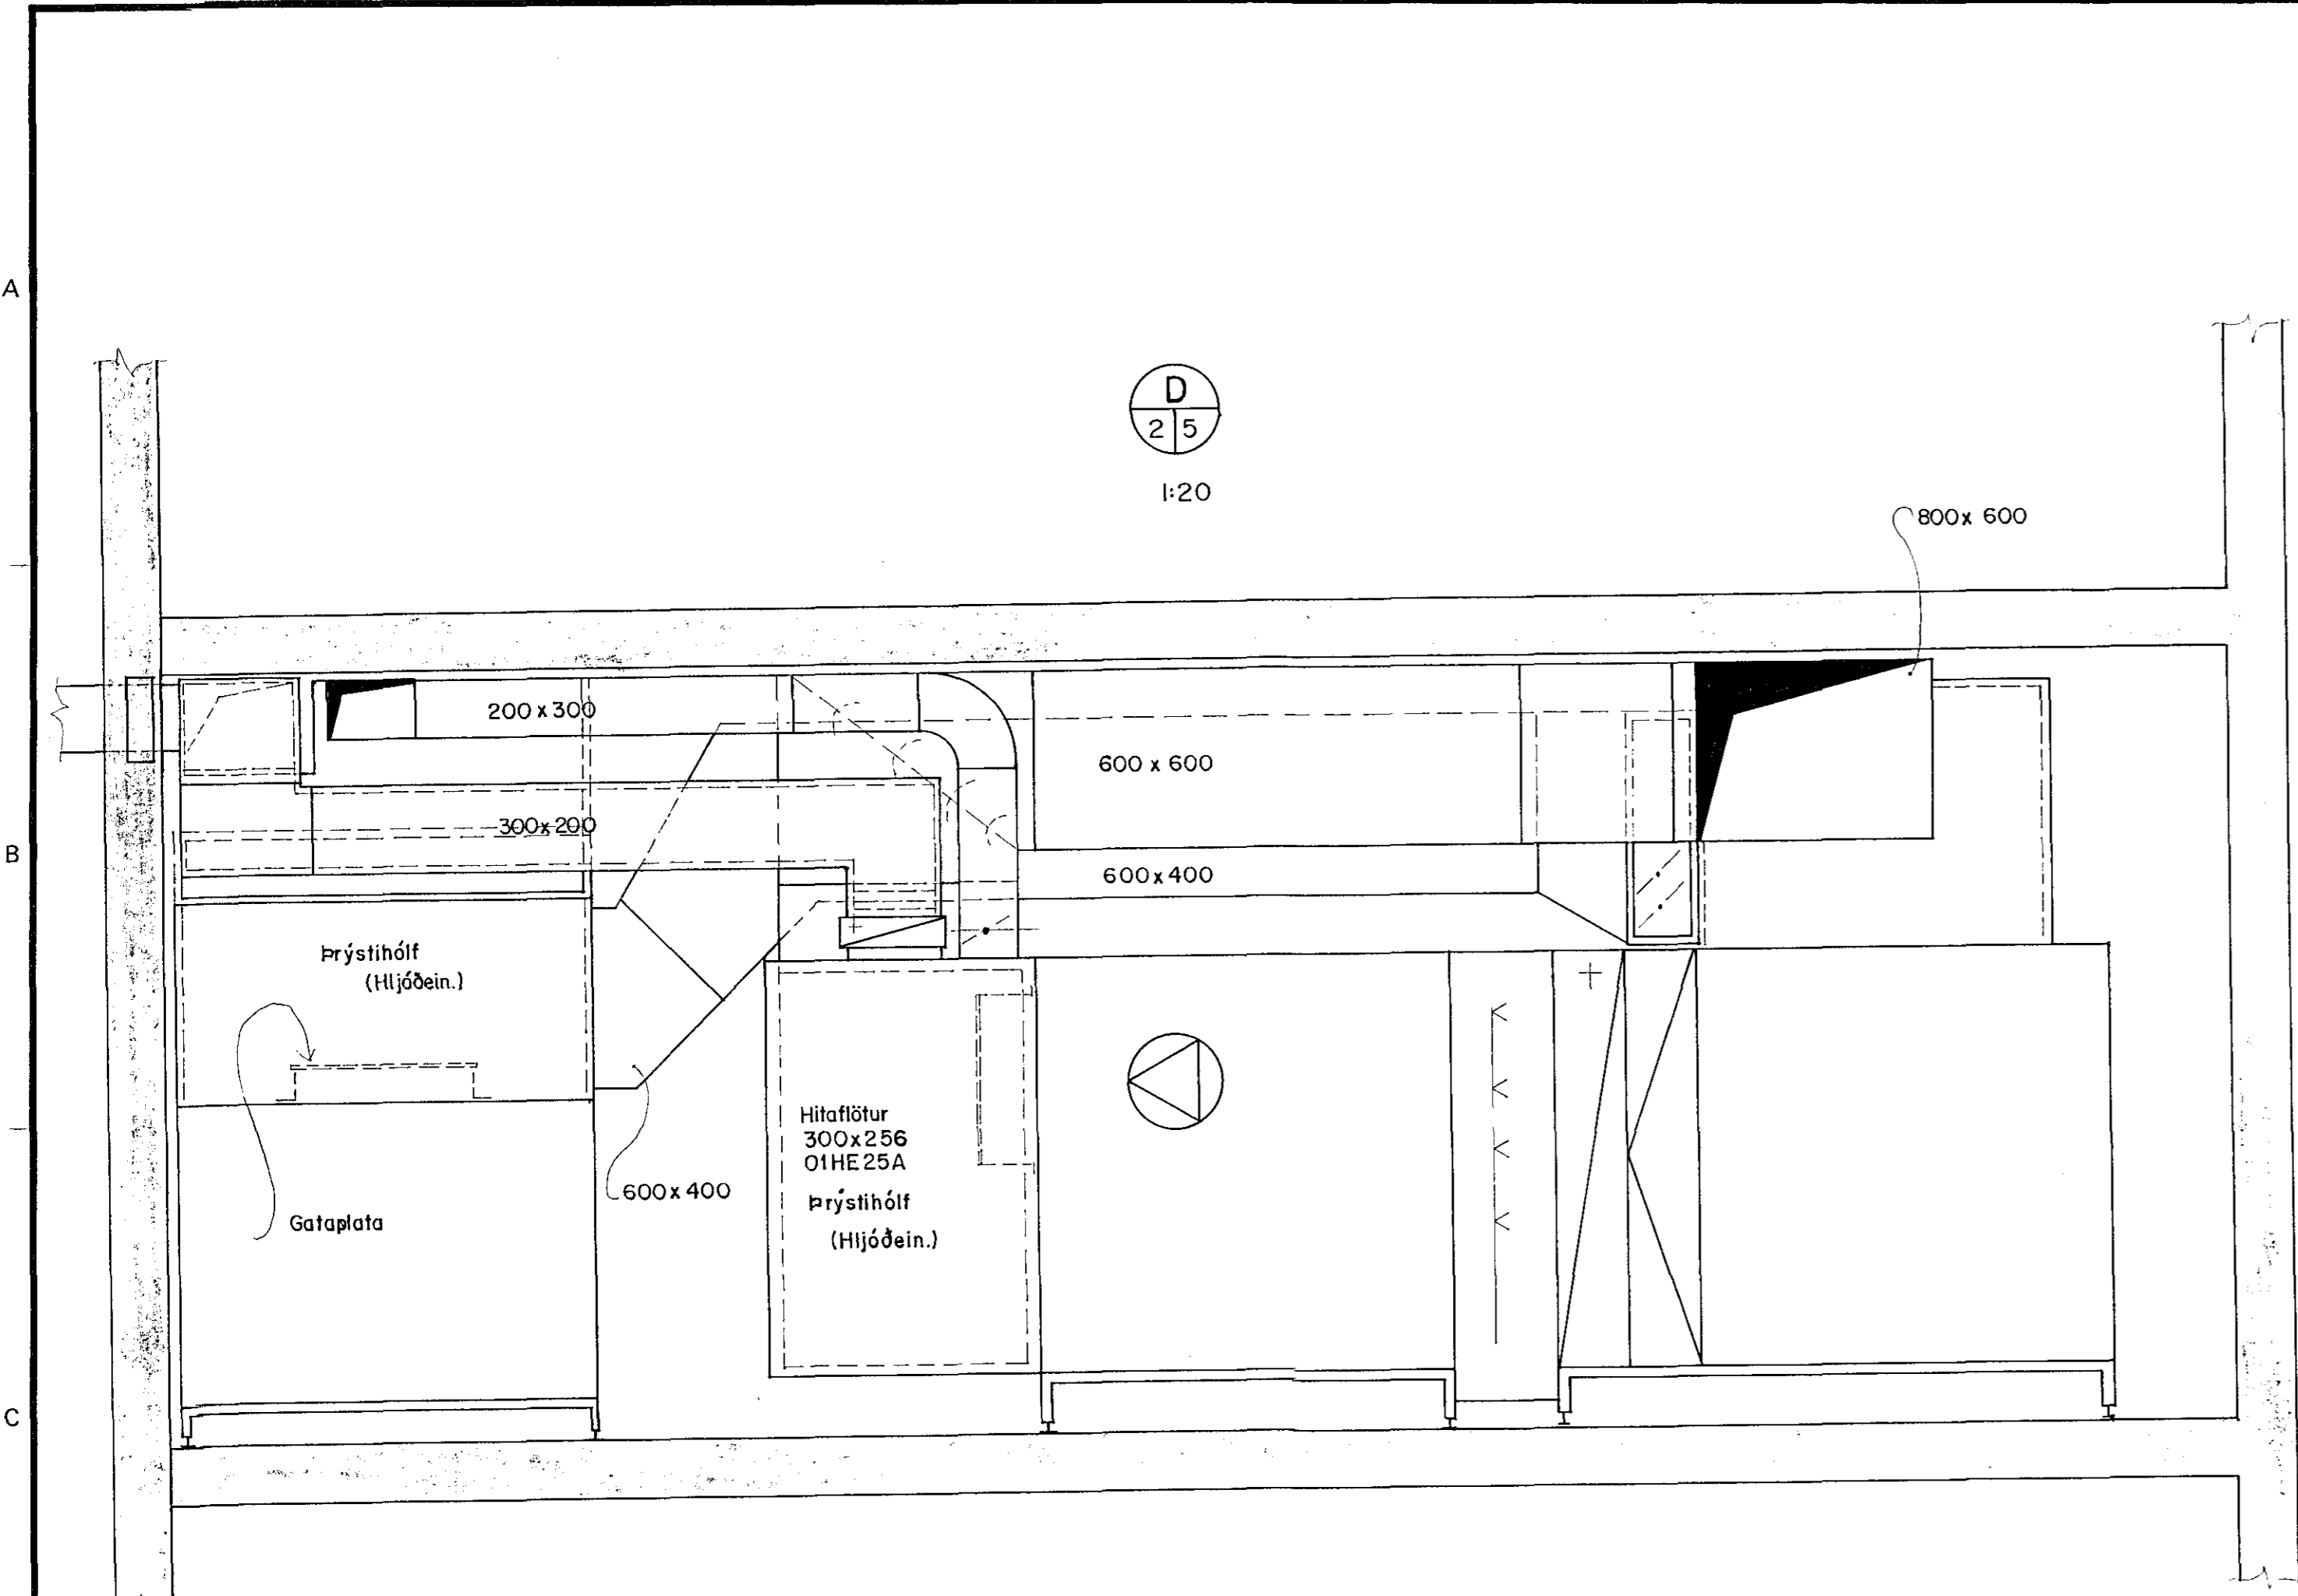 A
D
2 5
1:20
800 x 600
200 x 300
600 x 600
B
300x200
600x400
Þrýstihólf
(Hljóðein.)
Hitaflötur
300x256
01HE25A
600x400
Þrýstihólf
Gataplata
(Hljóðein.)
C